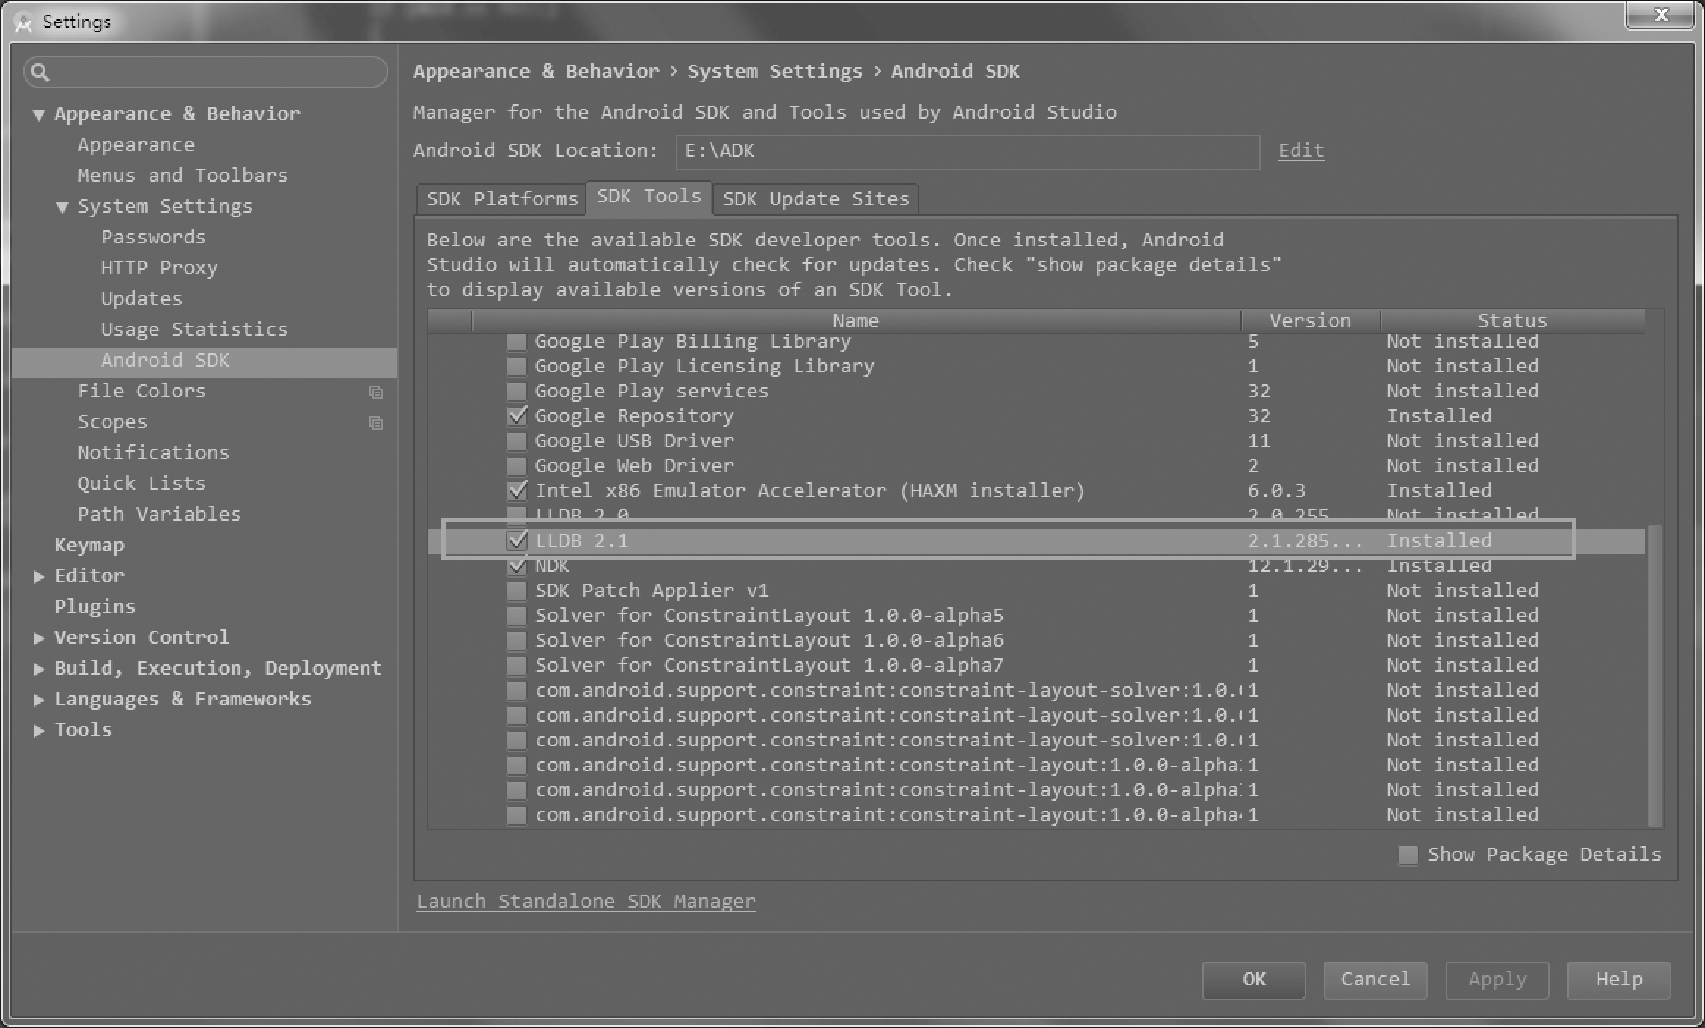 Settings
Appearance & Behavior
Appearance
Menus and Toolbars
System Settings
Passwords
HTTP Proxy
Updates
Usage Statistics
Android SDK
File Colors
Scopes
Notifications
Quick Lists
Path Variables
Keymap
Editor
Plugins
Version Control
Build, Execution, Deployment
Languages & Frameworks
Tools
Appearance & Behavior › System Settings › Android SDK
Manager for the Android SDK and Tools used by Android Studio
Android SDK Location: E:\ADK Edit
SDK Platforms SDK Tools SDK Update Sites
Below are the available SDK developer tools. Once installed, Android
Studio will automatically check for updates. Check "show package details"
to display available versions of an SDK Tool.
Name Version Status
Google Play Billing Library 5 Not installed
Google Play Licensing Library 1 Not installed
Google Play services 32 Not installed
Google Repository 32 Installed
Google USB Driver 11 Not installed
Google Web Driver 2 Not installed
Intel x86 Emulator Accelerator (HAXM installer) 6.0.3 Installed
LLDB 2.0 2.0.255 Not installed
LLDB 2.1 2.1.285... Installed
NDK 12.1.29... Installed
SDK Patch Applier v1 1 Not installed
Solver for ConstraintLayout 1.0.0-alpha5 1 Not installed
Solver for ConstraintLayout 1.0.0-alpha6 1 Not installed
Solver for ConstraintLayout 1.0.0-alpha7 1 Not installed
com.android.support.constraint:constraint-layout-solver:1.0. 1 Not installed
com.android.support.constraint:constraint-layout-solver:1.0. 1 Not installed
com.android.support.constraint:constraint-layout-solver:1.0. 1 Not installed
com.android.support.constraint:constraint-layout:1.0.0-alpha 1 Not installed
com.android.support.constraint:constraint-layout:1.0.0-alpha 1 Not installed
com.android.support.constraint:constraint-layout:1.0.0-alpha 1 Not installed
Show Package Details
Launch Standalone SDK Manager
OK Cancel Apply Help